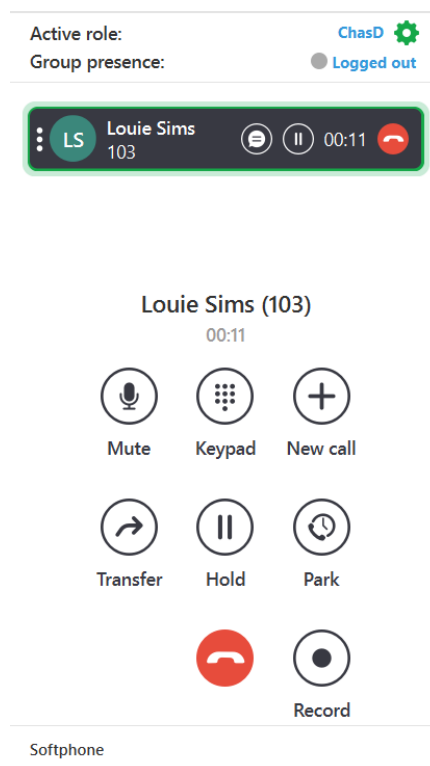 Active role: ChasD
Group presence: Logged out
LS Louie Sims 00:11
103
Louie Sims (103)
00:11
Mute Keypad New call
Transfer Hold Park
Record
Softphone